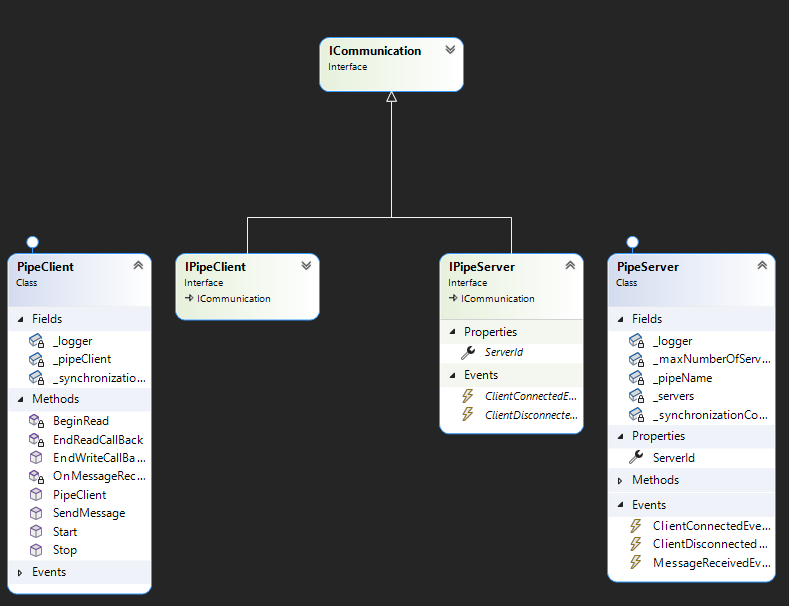 ICommunication
Interface
PipeClient
Class
Fields
_logger
_pipeClient
_synchronizatio...
Methods
BeginRead
EndReadCallBack
EndWriteCallBa...
OnMessageRec...
PipeClient
SendMessage
Start
Stop
Events
IPipeClient
Interface
ICommunication
IPipeServer
Interface
ICommunication
Properties
ServerId
Events
ClientConnectedE...
ClientDisconnecte...
PipeServer
Class
Fields
_logger
_maxNumberOfServ...
_pipeName
_servers
_synchronizationCo...
Properties
ServerId
Methods
Events
ClientConnectedEve...
ClientDisconnected ...
MessageReceivedEv...